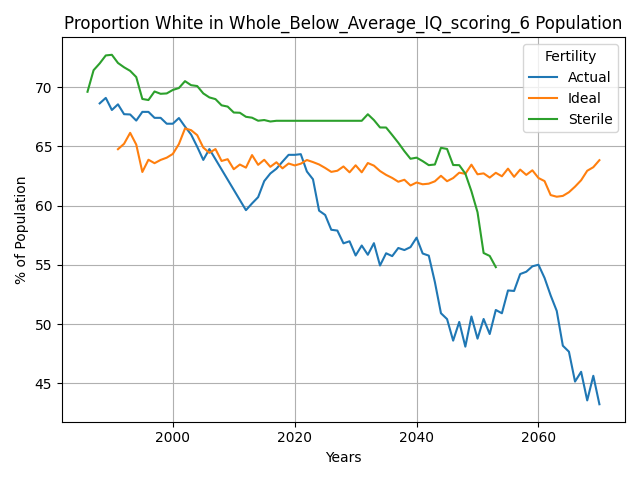 Proportion White in Whole_Below_Average_IQ_scoring_6 Population
Fertility
Actual
Ideal
Sterile
% of Population
70
65
60
55
50
45
2000
2020
2040
2060
Years